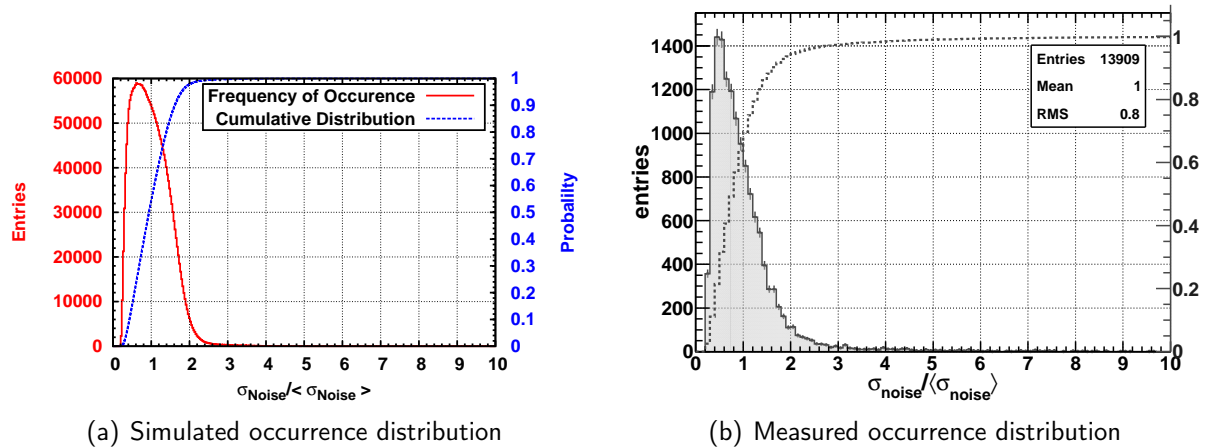 60000
50000
40000
30000
20000
10000
0
Entries
0 1 2 3 4 5 6 7 8 9 10
σNoise/< σNoise >
Frequency of Occurence
Cumulative Distribution
1
0.9
0.8
0.7
0.6
0.5
0.4
0.3
0.2
0.1
0
Probalilty
(a) Simulated occurrence distribution
1400
1200
1000
800
600
400
200
0
entries
0 1 2 3 4 5 6 7 8 9 10
σnoise/⟨σnoise⟩
Entries 13909
Mean 1
RMS 0.8
1
0.8
0.6
0.4
0.2
0
(b) Measured occurrence distribution